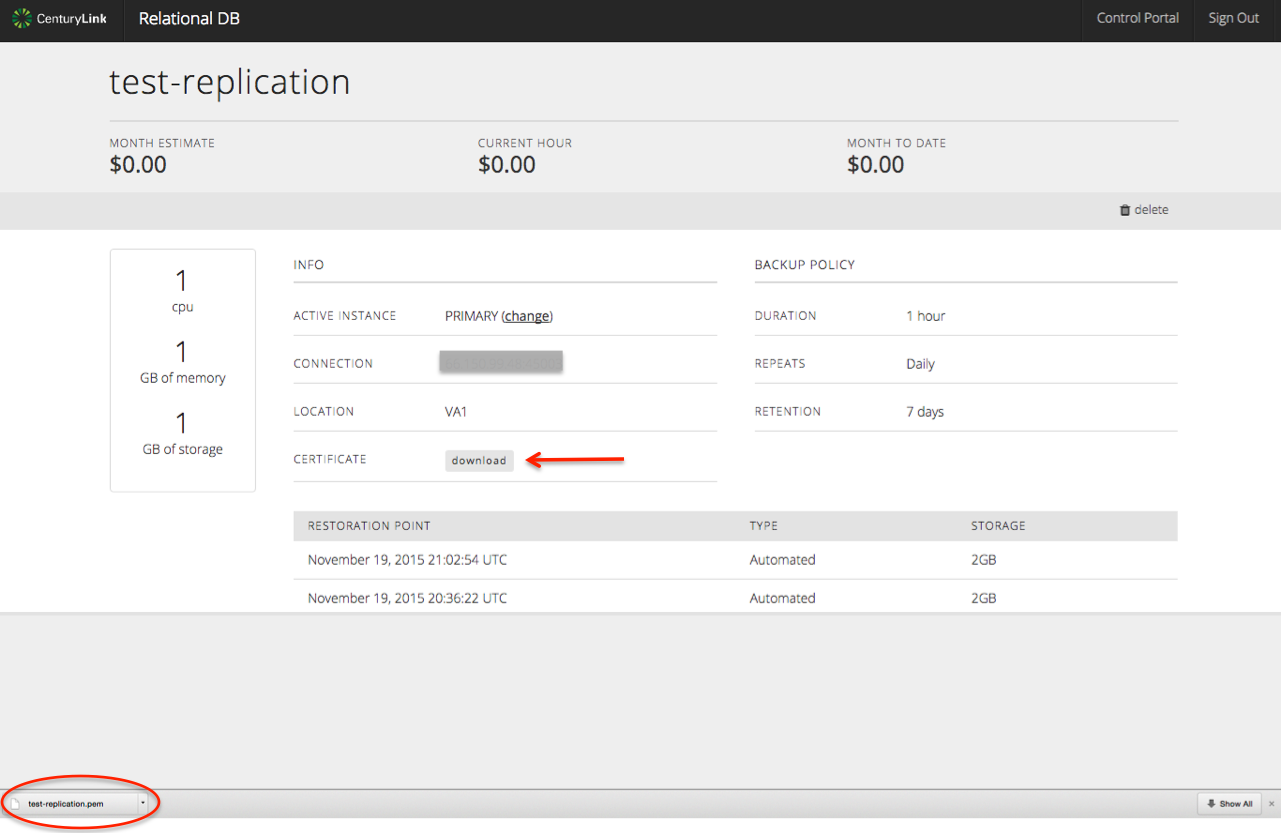 CenturyLink Relational DB Control Portal Sign Out
test-replication
MONTH ESTIMATE CURRENT HOUR MONTH TO DATE
$0.00 $0.00 $0.00
delete
1
cpu
1
GB of memory
1
GB of storage
INFO
ACTIVE INSTANCE PRIMARY (change)
CONNECTION
LOCATION VA1
CERTIFICATE download
BACKUP POLICY
DURATION 1 hour
REPEATS Daily
RETENTION 7 days
RESTORATION POINT TYPE STORAGE
November 19, 2015 21:02:54 UTC Automated 2GB
November 19, 2015 20:36:22 UTC Automated 2GB
test-replication.pem Show All